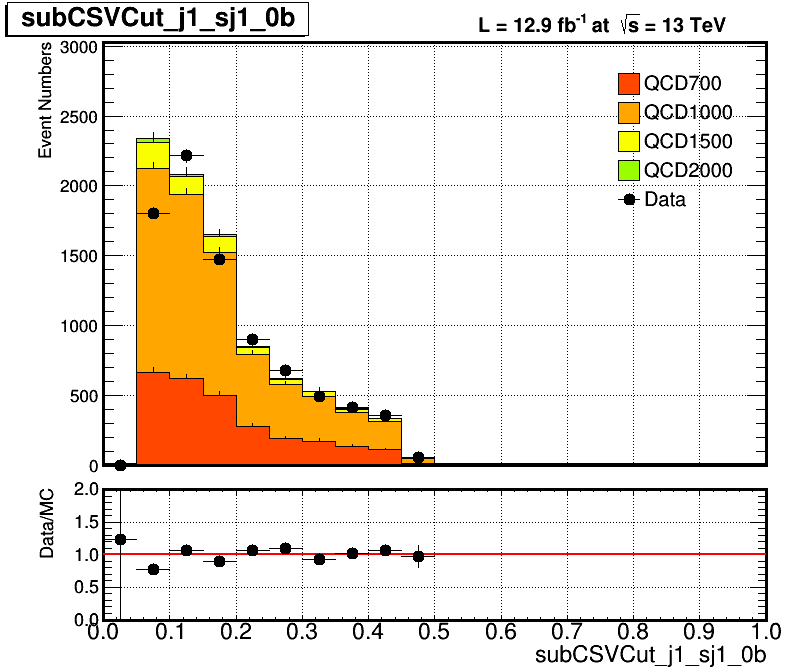 subCSVCut_j1_sj1_0b
L = 12.9 fb-1 at √s = 13 TeV
Event Numbers
3000
2500
2000
1500
1000
500
0
QCD700
QCD1000
QCD1500
QCD2000
Data
Data/MC
2.0
1.5
1.0
0.5
0.0
0.0 0.1 0.2 0.3 0.4 0.5 0.6 0.7 0.8 0.9 1.0
subCSVCut_j1_sj1_0b